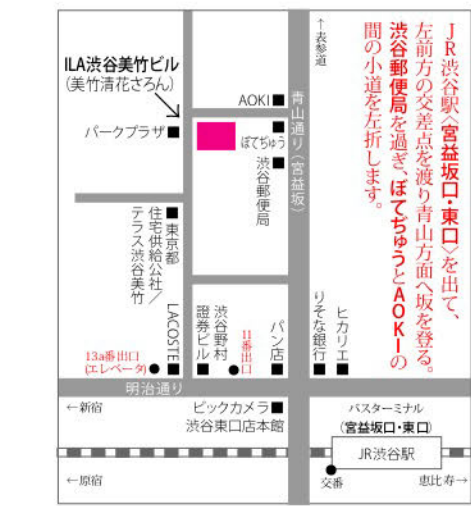 JR渋谷駅〈宮益坂口・東口〉を出て、
左前方の交差点を渡り青山方面へ坂を登る。
渋谷郵便局を過ぎ、ぽてぢゅうとAOKIの
間の小道を左折します。
↑表参道
ILA渋谷美竹ビル
(美竹清花さろん)
AOKI
青山通り(宮益坂)
パークプラザ
ぽてぢゅう
渋谷郵便局
東京都
住宅供給公社/
テラス渋谷美竹
LACOSTE
渋谷野村
證券ビル
11番出口
パン店
りそな銀行
ヒカリエ
13a番出口
(エレベータ)
明治通り
←新宿
ビックカメラ
渋谷東口店本館
バスターミナル
(宮益坂口・東口)
JR渋谷駅
←原宿
交番
恵比寿→